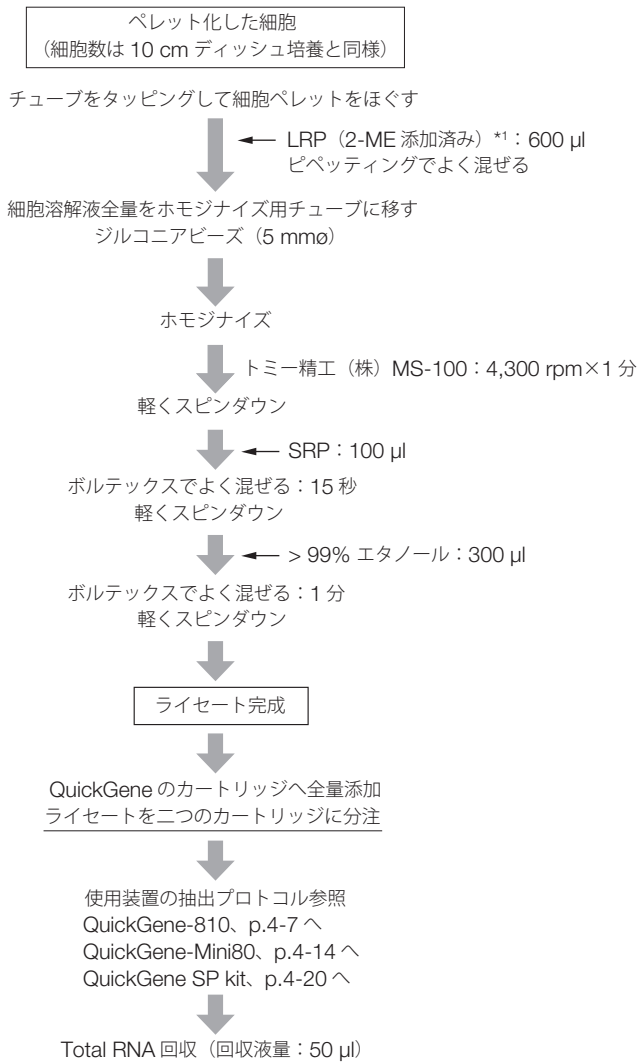 ペレット化した細胞
（細胞数は 10 cm ディッシュ培養と同様）
チューブをタッピングして細胞ペレットをほぐす
LRP（2-ME 添加済み）*1：600 µl
ピペッティングでよく混ぜる
細胞溶解液全量をホモジナイズ用チューブに移す
ジルコニアビーズ（5 mmø）
ホモジナイズ
トミー精工（株）MS-100：4,300 rpm×1 分
軽くスピンダウン
SRP：100 µl
ボルテックスでよく混ぜる：15 秒
軽くスピンダウン
> 99% エタノール：300 µl
ボルテックスでよく混ぜる：1 分
軽くスピンダウン
ライセート完成
QuickGene のカートリッジへ全量添加
ライセートを二つのカートリッジに分注
使用装置の抽出プロトコル参照
QuickGene-810、p.4-7 へ
QuickGene-Mini80、p.4-14 へ
QuickGene SP kit、p.4-20 へ
Total RNA 回収（回収液量：50 µl）